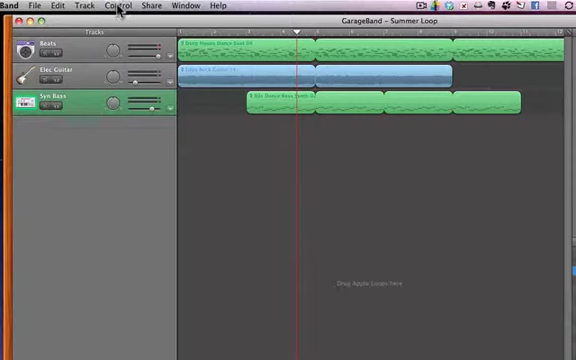 Band File Edit Track Control Share Window Help
GarageBand - Summer Loop
Tracks
Beats
Elec Guitar
Syn Bass
Drag Apple Loops here